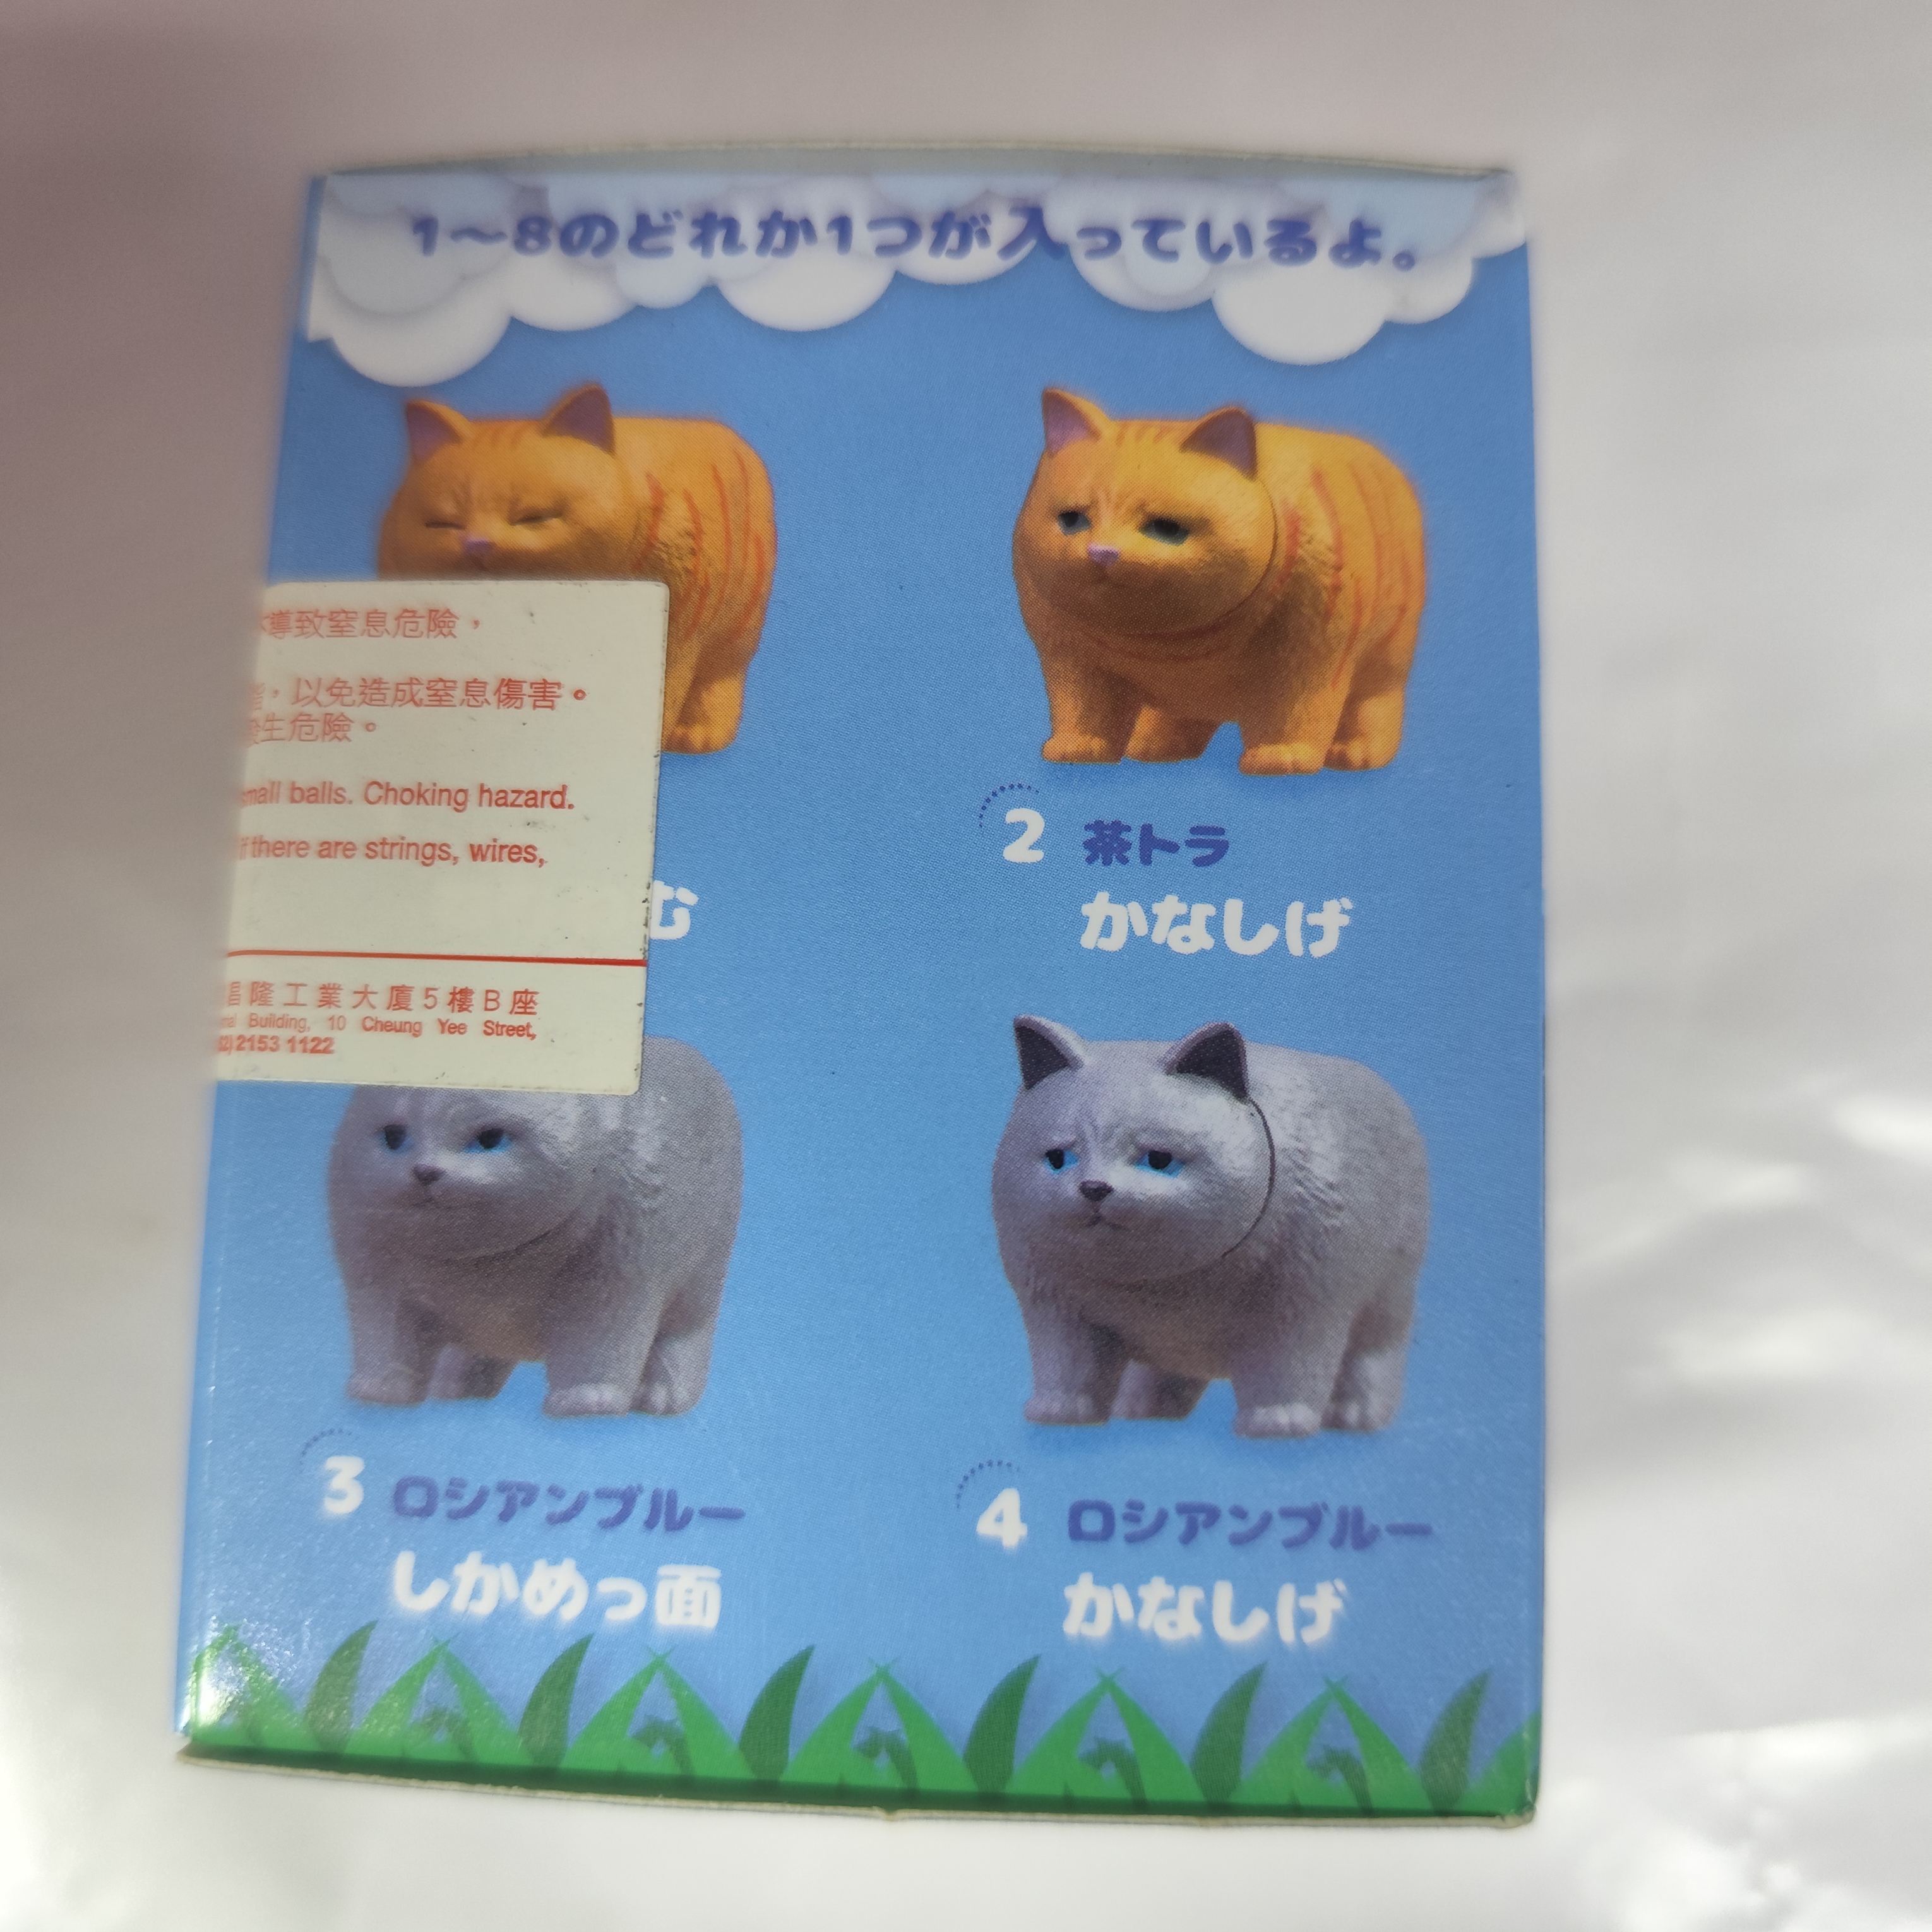 1〜8のどれか1つが入っているよ。
導致窒息危險，
，以免造成窒息傷害。
生危險。
balls. Choking hazard.
there are strings, wires,
む
隆工業大廈5樓B座
Building, 10 Cheung Yee Street,
2153 1122
2 茶トラ
かなしげ
3 ロシアンブルー
しかめっ面
4 ロシアンブルー
かなしげ